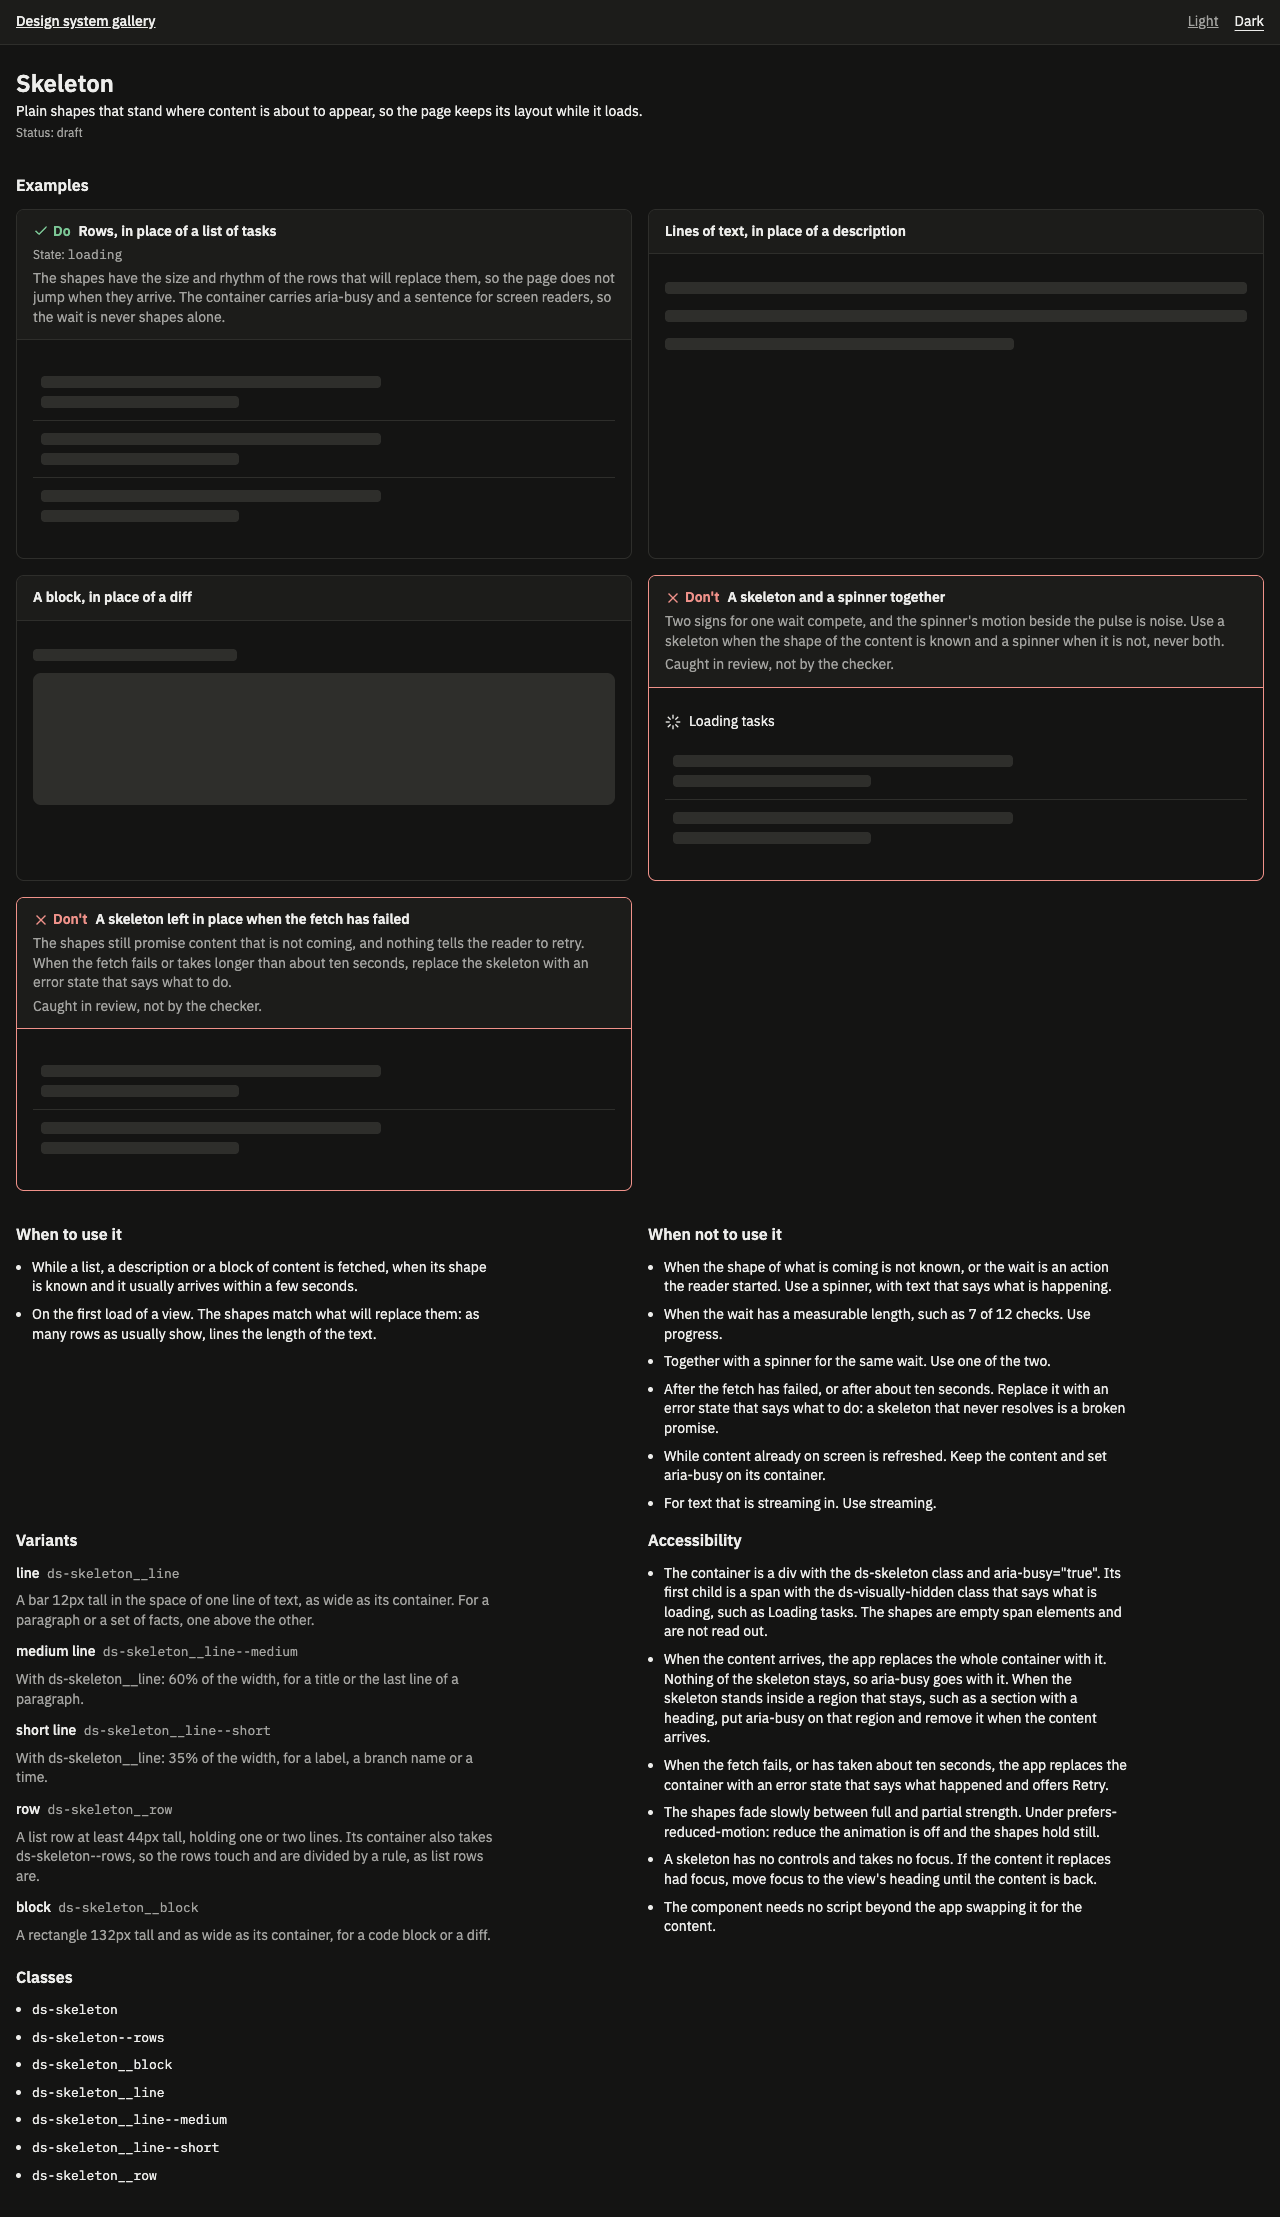 Design system gallery
Light Dark
Skeleton
Plain shapes that stand where content is about to appear, so the page keeps its layout while it loads.
Status: draft
Examples
Do Rows, in place of a list of tasks
State: loading
The shapes have the size and rhythm of the rows that will replace them, so the page does not
jump when they arrive. The container carries aria-busy and a sentence for screen readers, so
the wait is never shapes alone.
Lines of text, in place of a description
A block, in place of a diff
Don't A skeleton and a spinner together
Two signs for one wait compete, and the spinner's motion beside the pulse is noise. Use a
skeleton when the shape of the content is known and a spinner when it is not, never both.
Caught in review, not by the checker.
Loading tasks
Don't A skeleton left in place when the fetch has failed
The shapes still promise content that is not coming, and nothing tells the reader to retry.
When the fetch fails or takes longer than about ten seconds, replace the skeleton with an
error state that says what to do.
Caught in review, not by the checker.
When to use it
While a list, a description or a block of content is fetched, when its shape
is known and it usually arrives within a few seconds.
On the first load of a view. The shapes match what will replace them: as
many rows as usually show, lines the length of the text.
When not to use it
When the shape of what is coming is not known, or the wait is an action
the reader started. Use a spinner, with text that says what is happening.
When the wait has a measurable length, such as 7 of 12 checks. Use
progress.
Together with a spinner for the same wait. Use one of the two.
After the fetch has failed, or after about ten seconds. Replace it with an
error state that says what to do: a skeleton that never resolves is a broken
promise.
While content already on screen is refreshed. Keep the content and set
aria-busy on its container.
For text that is streaming in. Use streaming.
Variants
line ds-skeleton__line
A bar 12px tall in the space of one line of text, as wide as its container. For a
paragraph or a set of facts, one above the other.
medium line ds-skeleton__line--medium
With ds-skeleton__line: 60% of the width, for a title or the last line of a
paragraph.
short line ds-skeleton__line--short
With ds-skeleton__line: 35% of the width, for a label, a branch name or a
time.
row ds-skeleton__row
A list row at least 44px tall, holding one or two lines. Its container also takes
ds-skeleton--rows, so the rows touch and are divided by a rule, as list rows
are.
block ds-skeleton__block
A rectangle 132px tall and as wide as its container, for a code block or a diff.
Accessibility
The container is a div with the ds-skeleton class and aria-busy="true". Its
first child is a span with the ds-visually-hidden class that says what is
loading, such as Loading tasks. The shapes are empty span elements and
are not read out.
When the content arrives, the app replaces the whole container with it.
Nothing of the skeleton stays, so aria-busy goes with it. When the
skeleton stands inside a region that stays, such as a section with a
heading, put aria-busy on that region and remove it when the content
arrives.
When the fetch fails, or has taken about ten seconds, the app replaces the
container with an error state that says what happened and offers Retry.
The shapes fade slowly between full and partial strength. Under prefers-
reduced-motion: reduce the animation is off and the shapes hold still.
A skeleton has no controls and takes no focus. If the content it replaces
had focus, move focus to the view's heading until the content is back.
The component needs no script beyond the app swapping it for the
content.
Classes
ds-skeleton
ds-skeleton--rows
ds-skeleton__block
ds-skeleton__line
ds-skeleton__line--medium
ds-skeleton__line--short
ds-skeleton__row